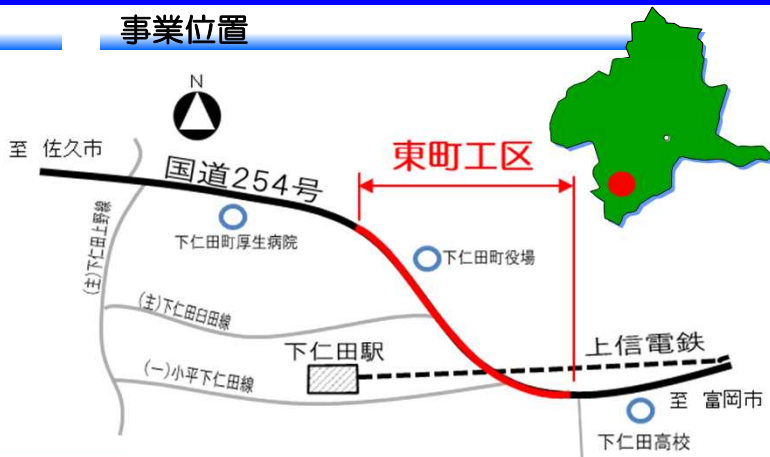 事業位置
N
至 佐久市
国道254号
東町工区
(主)下仁田上野線
下仁田町厚生病院
下仁田町役場
(主)下仁田臼田線
下仁田駅
上信電鉄
(一)小平下仁田線
至 富岡市
下仁田高校